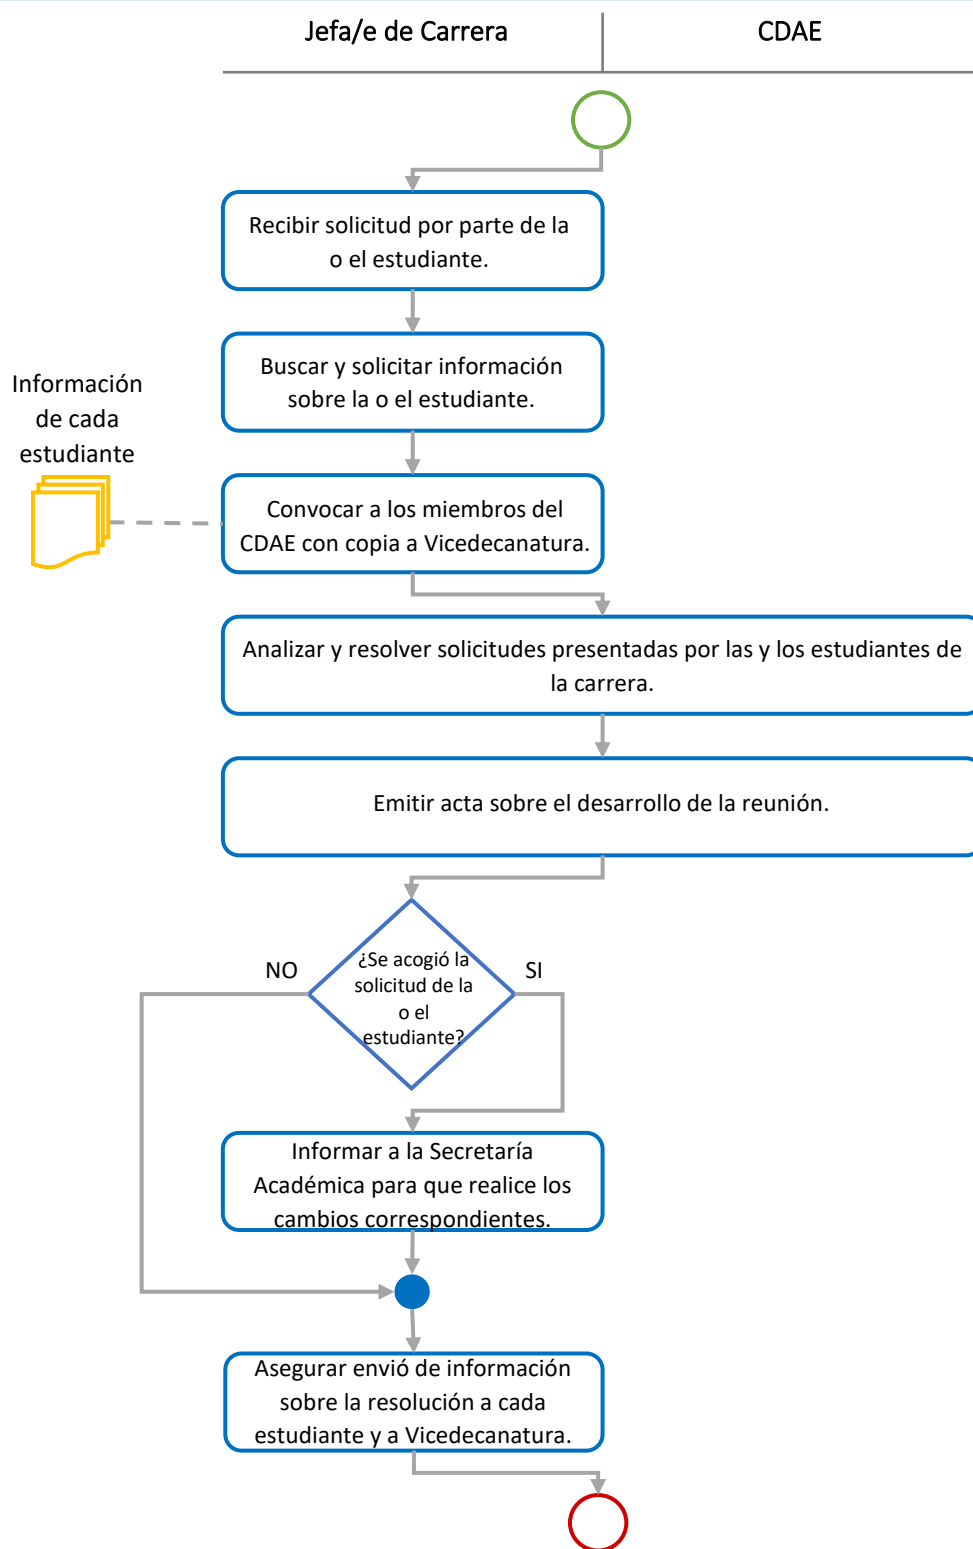 Jefa/e de Carrera
CDAE
Recibir solicitud por parte de la
o el estudiante.
Buscar y solicitar información
sobre la o el estudiante.
Información
de cada
estudiante
Convocar a los miembros del
CDAE con copia a Vicedecanatura.
Analizar y resolver solicitudes presentadas por las y los estudiantes de
la carrera.
Emitir acta sobre el desarrollo de la reunión.
¿Se acogió la
solicitud de la
o el
estudiante?
NO
SI
Informar a la Secretaría
Académica para que realice los
cambios correspondientes.
Asegurar envió de información
sobre la resolución a cada
estudiante y a Vicedecanatura.